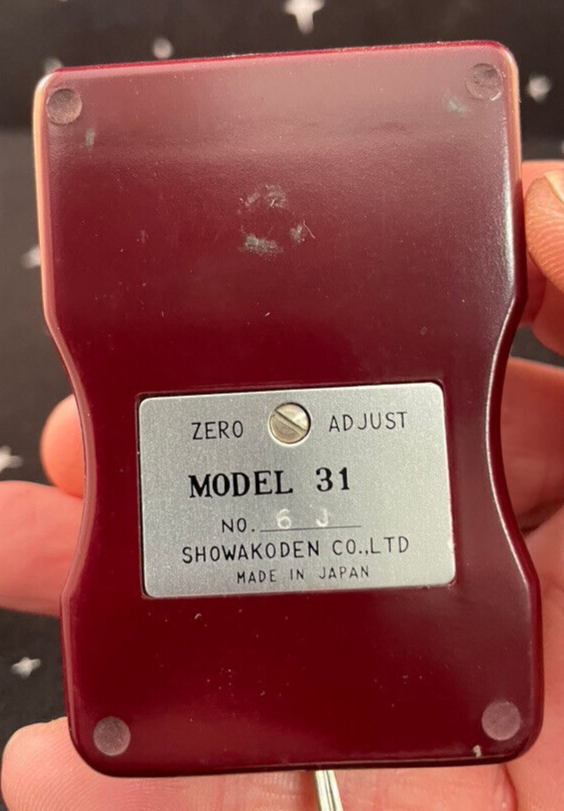 ZERO ADJUST
MODEL 31
NO. 6 J
SHOWAKODEN CO.,LTD
MADE IN JAPAN